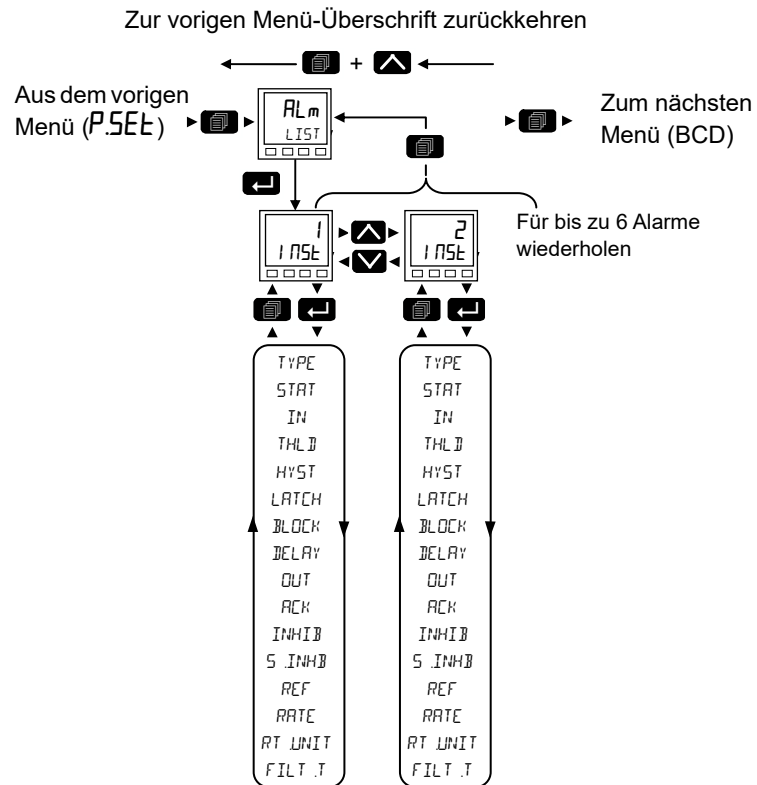 Zur vorigen Menü-Überschrift zurückkehren
+
Aus dem vorigen
Menü (P.SEt)
ALm
LIST
Zum nächsten
Menü (BCD)
1
INSt
2
INSt
Für bis zu 6 Alarme
wiederholen
TYPE
STAT
IN
THLD
HYST
LATCH
BLOCK
DELAY
OUT
ACK
INHIB
S.INHB
REF
RATE
RT.UNIT
FILT.T
TYPE
STAT
IN
THLD
HYST
LATCH
BLOCK
DELAY
OUT
ACK
INHIB
S.INHB
REF
RATE
RT.UNIT
FILT.T